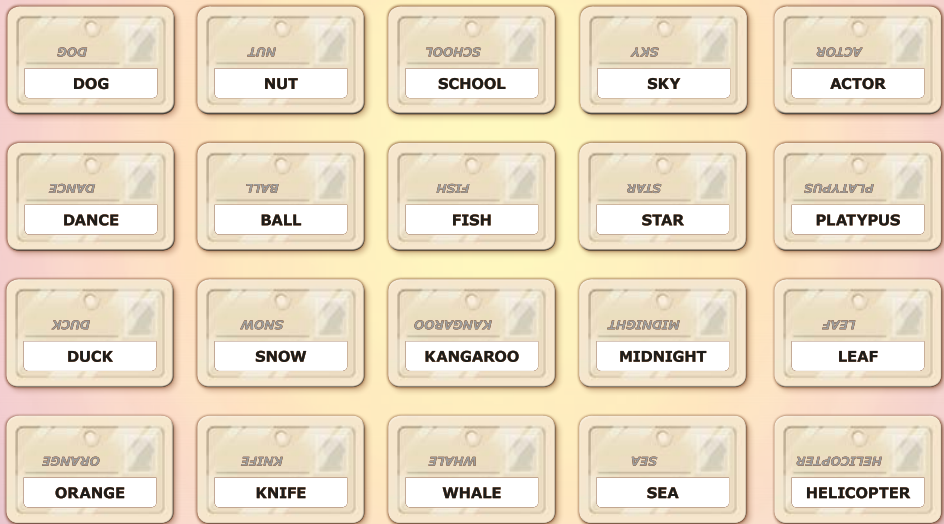 DOG
DOG
NUT
NUT
SCHOOL
SCHOOL
SKY
SKY
ACTOR
ACTOR
DANCE
DANCE
BALL
BALL
FISH
FISH
STAR
STAR
PLATYPUS
PLATYPUS
DUCK
DUCK
SNOW
SNOW
KANGAROO
KANGAROO
MIDNIGHT
MIDNIGHT
LEAF
LEAF
ORANGE
ORANGE
KNIFE
KNIFE
WHALE
WHALE
SEA
SEA
HELICOPTER
HELICOPTER